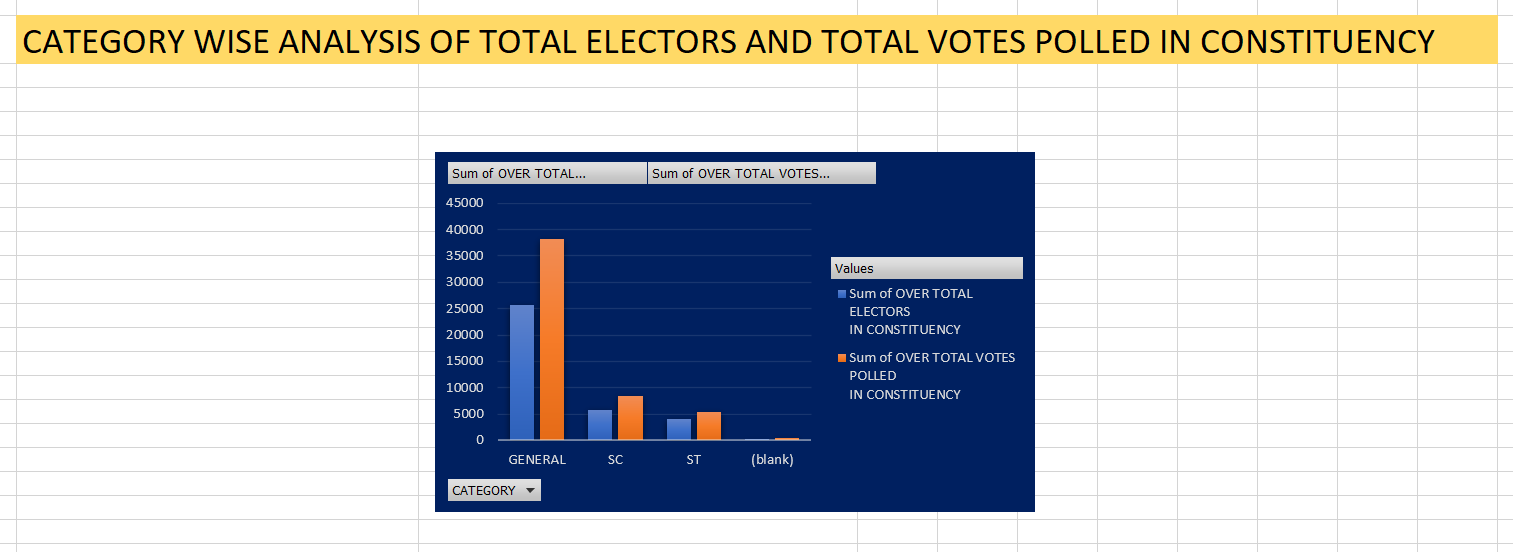 CATEGORY WISE ANALYSIS OF TOTAL ELECTORS AND TOTAL VOTES POLLED IN CONSTITUENCY
Sum of OVER TOTAL... Sum of OVER TOTAL VOTES...
45000
40000
35000
30000
25000
20000
15000
10000
5000
0
GENERAL SC ST (blank)
Values
Sum of OVER TOTAL
ELECTORS
IN CONSTITUENCY
Sum of OVER TOTAL VOTES
POLLED
IN CONSTITUENCY
CATEGORY